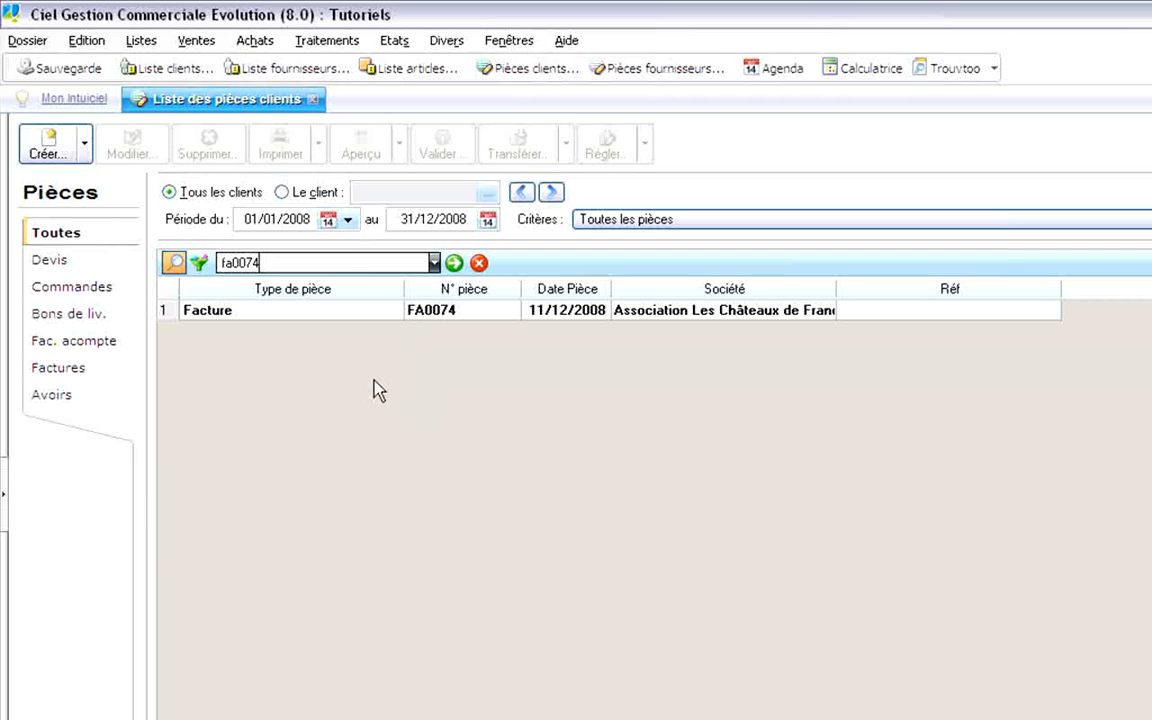 Ciel Gestion Commerciale Evolution (8.0) : Tutoriels
Dossier Edition Listes Ventes Achats Traitements Etats Divers Fenêtres Aide
Sauvegarde Liste clients... Liste fournisseurs... Liste articles... Pièces clients... Pièces fournisseurs... 14 Agenda Calculatrice Trouvtoo
Mon Intuiciel Liste des pièces clients
Créer... Modifier... Supprimer.. Imprimer Aperçu Valider... Transférer.. Régler..
Pièces
Tous les clients Le client : ...
Période du : 01/01/2008 14 au 31/12/2008 14 Critères : Toutes les pièces
Toutes
Devis
Commandes
Bons de liv.
Fac. acompte
Factures
Avoirs
fa0074
Type de pièce N° pièce Date Pièce Société Réf
1 Facture FA0074 11/12/2008 Association Les Châteaux de Fran